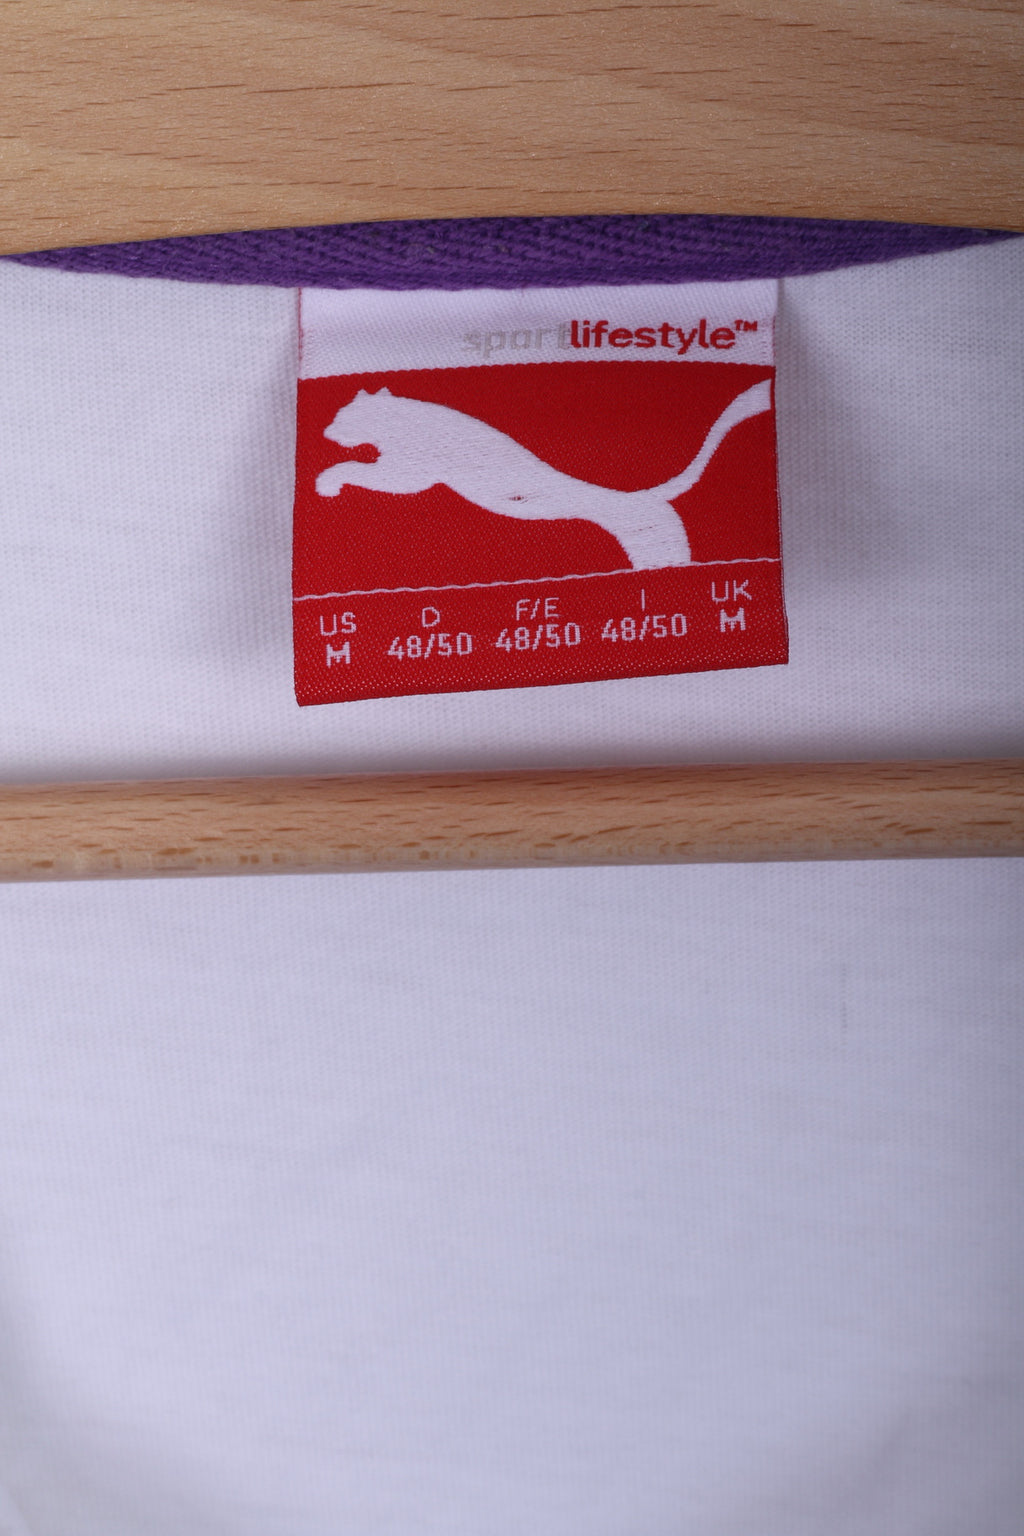 sportlifestyle™
US D F/E I UK
M 48/50 48/50 48/50 M